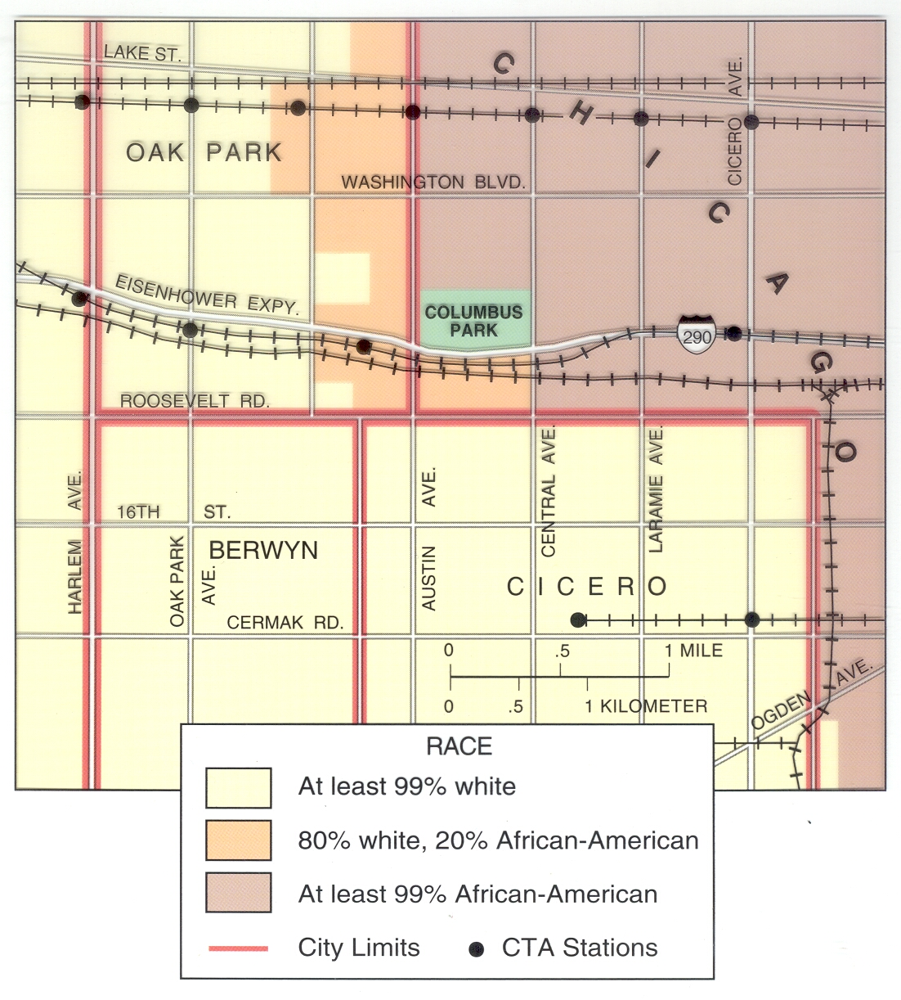 LAKE ST.
C
H
I
C
A
G
O
CICERO AVE.
OAK PARK
WASHINGTON BLVD.
EISENHOWER EXPY.
COLUMBUS
PARK
290
ROOSEVELT RD.
HARLEM AVE.
16TH ST.
OAK PARK
AVE.
BERWYN
CERMAK RD.
AUSTIN AVE.
CENTRAL AVE.
LARAMIE AVE.
CICERO
0 .5 1 MILE
0 .5 1 KILOMETER
OGDEN AVE.
RACE
At least 99% white
80% white, 20% African-American
At least 99% African-American
City Limits
CTA Stations